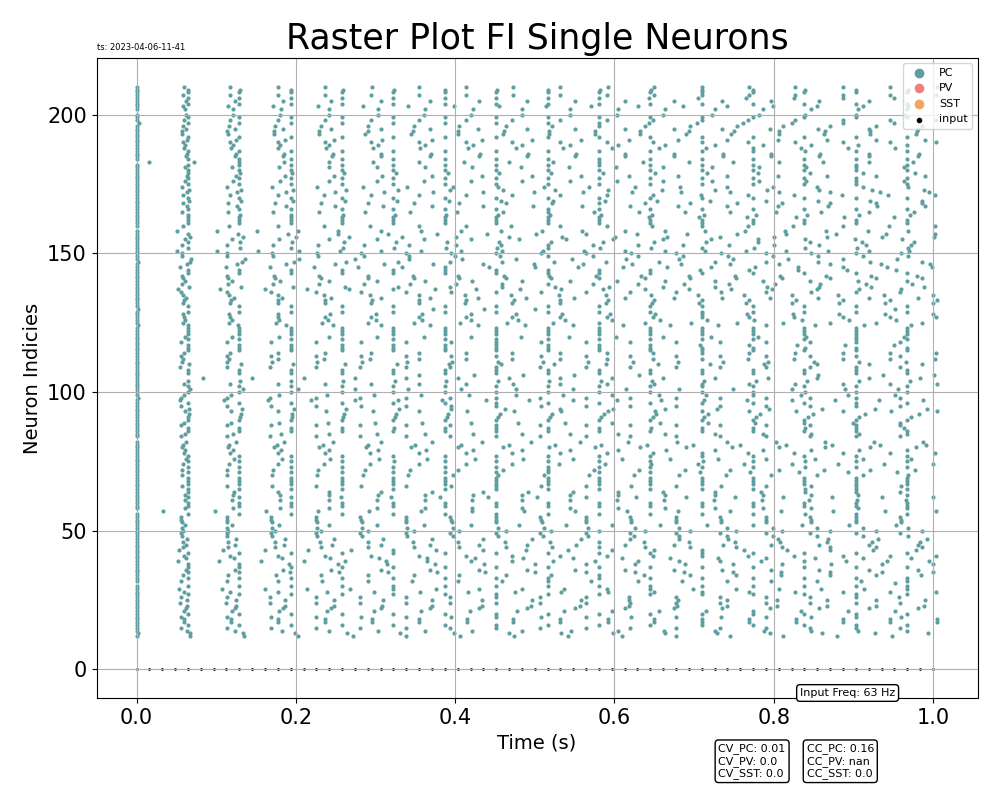 Raster Plot FI Single Neurons
ts: 2023-04-06-11-41
PC
PV
SST
input
200
150
100
50
0
Neuron Indicies
0.0 0.2 0.4 0.6 0.8 1.0
Time (s)
Input Freq: 63 Hz
CV_PC: 0.01
CV_PV: 0.0
CV_SST: 0.0
CC_PC: 0.16
CC_PV: nan
CC_SST: 0.0